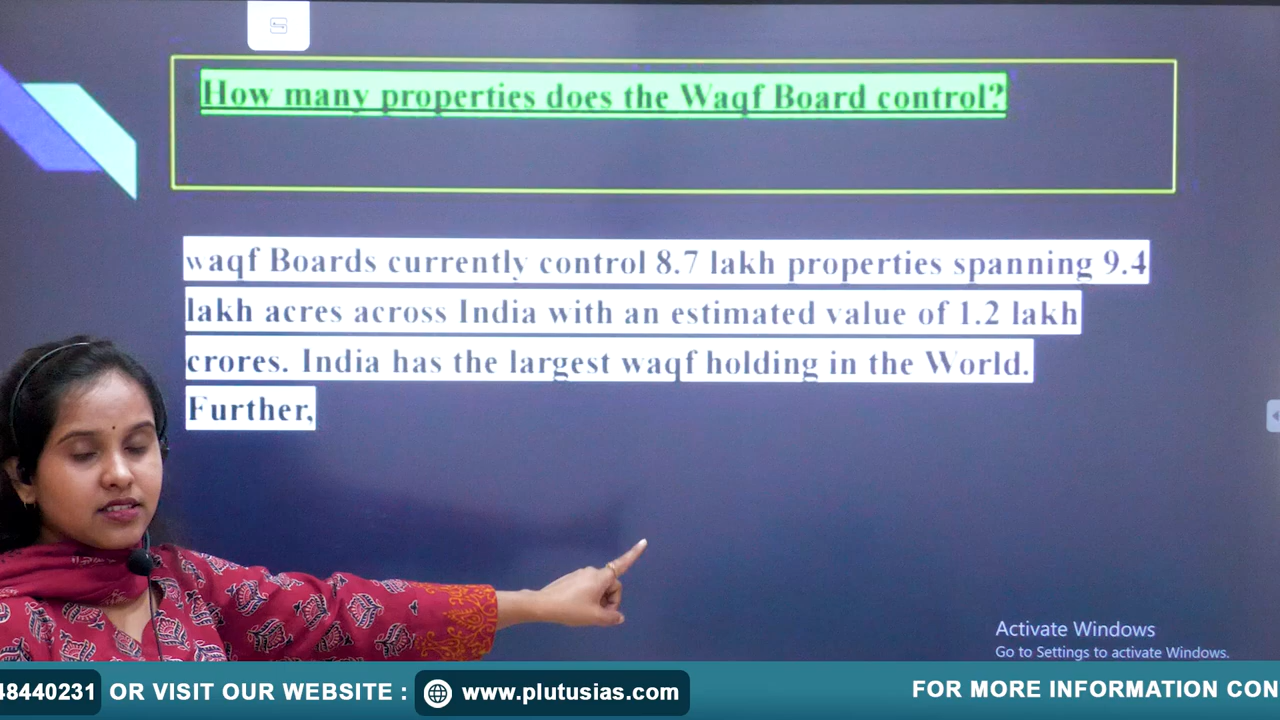 How many properties does the Waqf Board control?
waqf Boards currently control 8.7 lakh properties spanning 9.4
lakh acres across India with an estimated value of 1.2 lakh
crores. India has the largest waqf holding in the World.
Further,
Activate Windows
Go to Settings to activate Windows.
48440231 OR VISIT OUR WEBSITE : www.plutusias.com FOR MORE INFORMATION CON